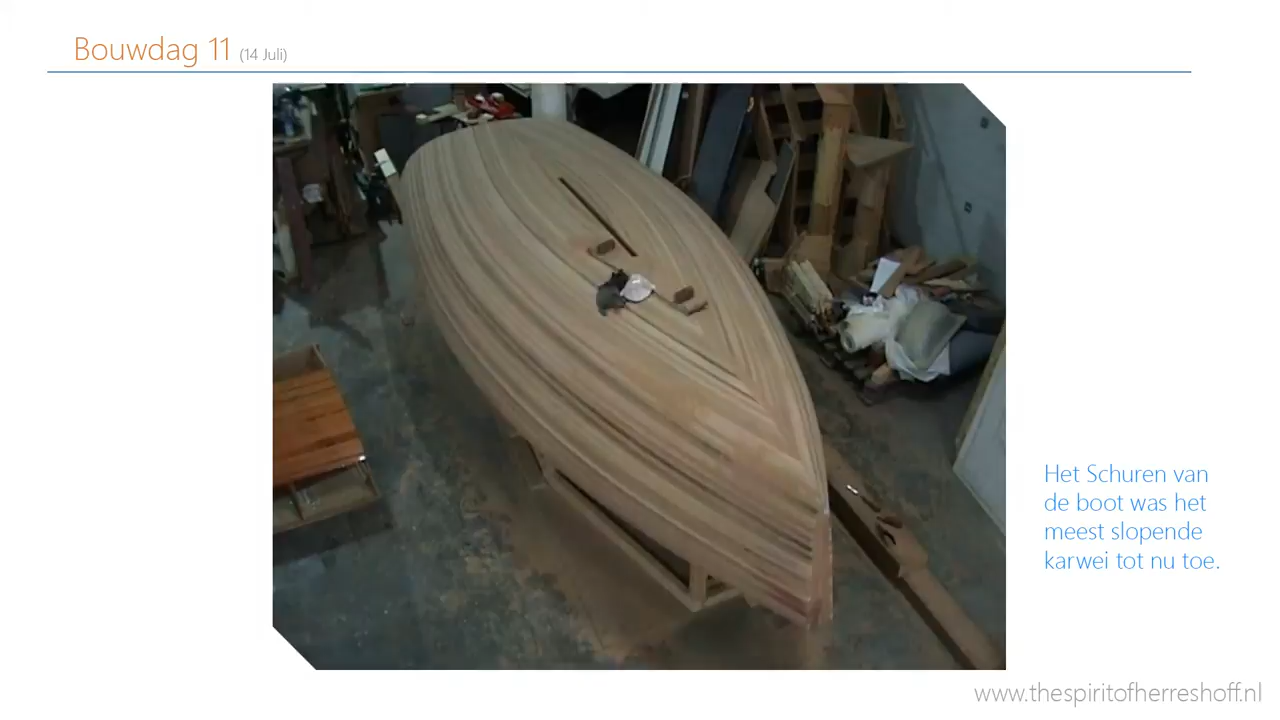 Bouwdag 11 (14 Juli)
Het Schuren van
de boot was het
meest slopende
karwei tot nu toe.
www.thespiritofherreshoff.nl